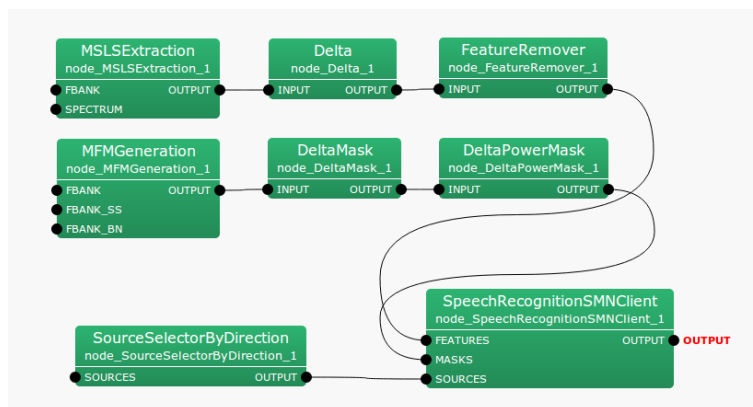 MSLSExtraction
node_MSLSExtraction_1
FBANK OUTPUT
SPECTRUM
Delta
node_Delta_1
INPUT OUTPUT
FeatureRemover
node_FeatureRemover_1
INPUT OUTPUT
MFMGeneration
node_MFMGeneration_1
FBANK OUTPUT
FBANK_SS
FBANK_BN
DeltaMask
node_DeltaMask_1
INPUT OUTPUT
DeltaPowerMask
node_DeltaPowerMask_1
INPUT OUTPUT
SourceSelectorByDirection
node_SourceSelectorByDirection_1
SOURCES OUTPUT
SpeechRecognitionSMNClient
node_SpeechRecognitionSMNClient_1
FEATURES OUTPUT OUTPUT
MASKS
SOURCES